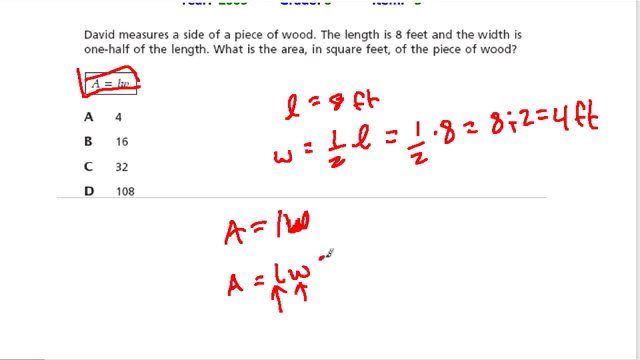 Year: 2005 Grade: 8 Item: 5
David measures a side of a piece of wood. The length is 8 feet and the width is
one-half of the length. What is the area, in square feet, of the piece of wood?
A = lw
A 4
B 16
C 32
D 108
l = 8 ft
w = 1/2 l = 1/2 · 8 = 8 ÷ 2 = 4 ft
A = lw
A = lw